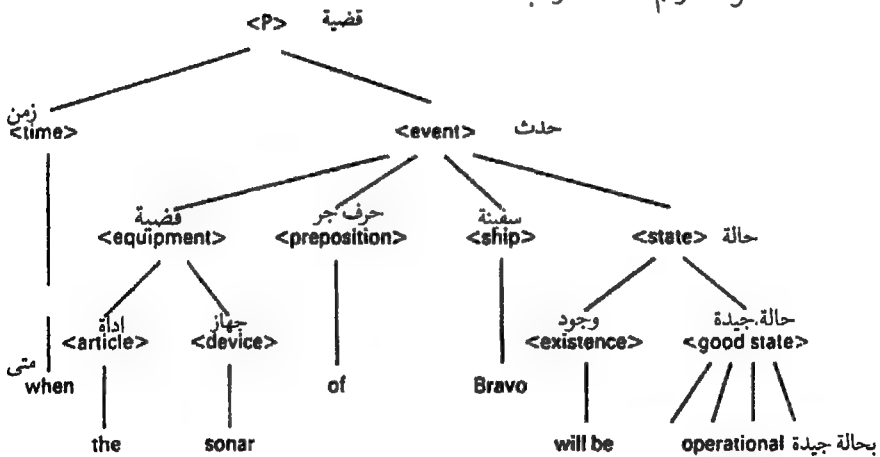 <P> قضية
زمن
<time>
<event> حدث
قضية
<equipment>
حرف جر
<preposition>
سفينة
<ship>
<state> حالة
اداة
<article>
جهاز
<device>
وجود
<existence>
حالة جيدة
<good state>
متى
when
of
Bravo
the
sonar
will be
operational بحالة جيدة